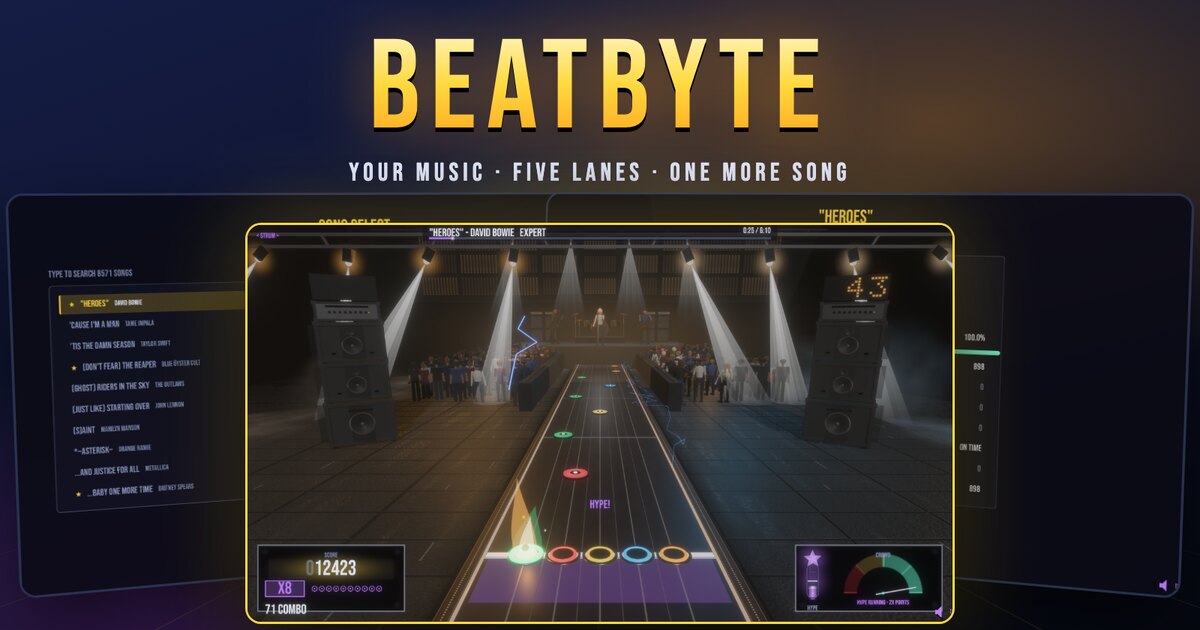 BEATBYTE
YOUR MUSIC · FIVE LANES · ONE MORE SONG
SONG SELECT
"HEROES"
TYPE TO SEARCH 8571 SONGS
★ "HEROES" DAVID BOWIE
'CAUSE I'M A MAN TAME IMPALA
'TIS THE DAMN SEASON TAYLOR SWIFT
★ (DON'T FEAR) THE REAPER BLUE ÖYSTER CULT
(GHOST) RIDERS IN THE SKY THE OUTLAWS
(JUST LIKE) STARTING OVER JOHN LENNON
(S)AINT MARILYN MANSON
*~ASTERISK~ ORANGE RANGE
...AND JUSTICE FOR ALL METALLICA
★ ...BABY ONE MORE TIME BRITNEY SPEARS
< STRUM >
"HEROES" - DAVID BOWIE EXPERT
0:25 / 6:10
43
HYPE!
SCORE
012423
X8
71 COMBO
CROWD
HYPE RUNNING · 2X POINTS
HYPE
100.0%
898
0
0
0
ON TIME
0
898